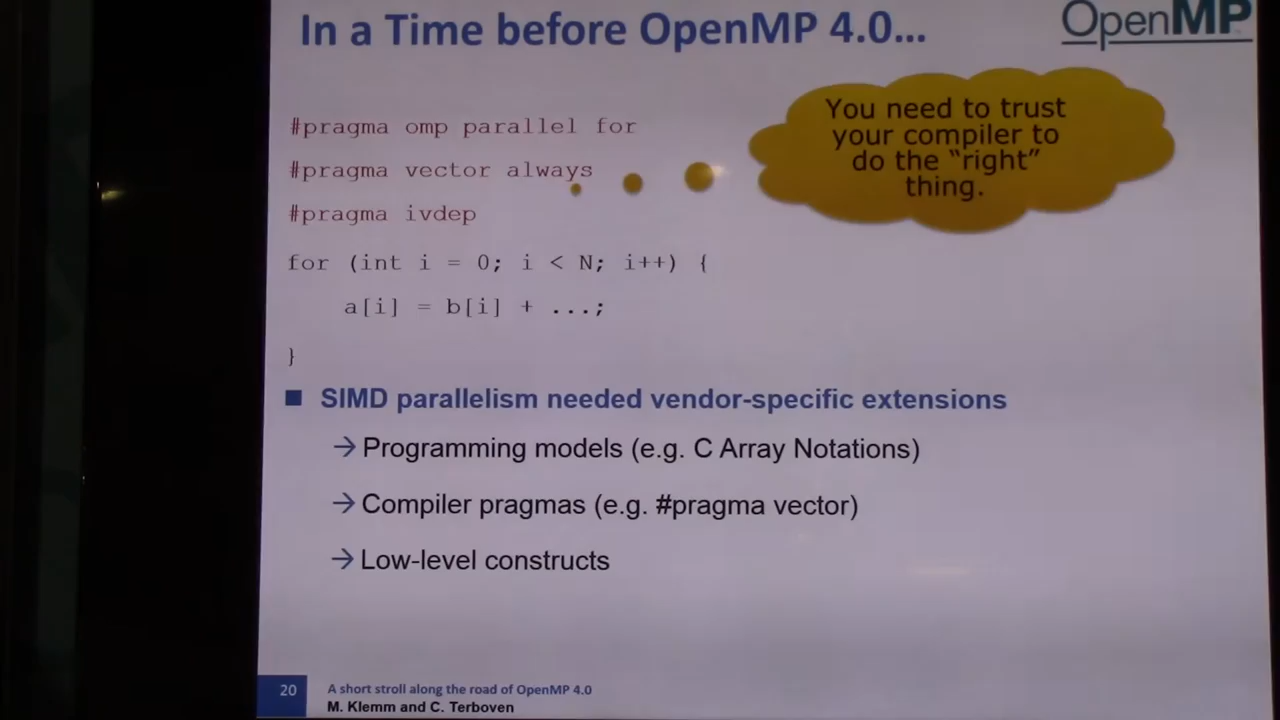 In a Time before OpenMP 4.0...
OpenMP
#pragma omp parallel for
#pragma vector always
#pragma ivdep
for (int i = 0; i < N; i++) {
a[i] = b[i] + ...;
}
You need to trust
your compiler to
do the "right"
thing.
SIMD parallelism needed vendor-specific extensions
→ Programming models (e.g. C Array Notations)
→ Compiler pragmas (e.g. #pragma vector)
→ Low-level constructs
20
A short stroll along the road of OpenMP 4.0
M. Klemm and C. Terboven